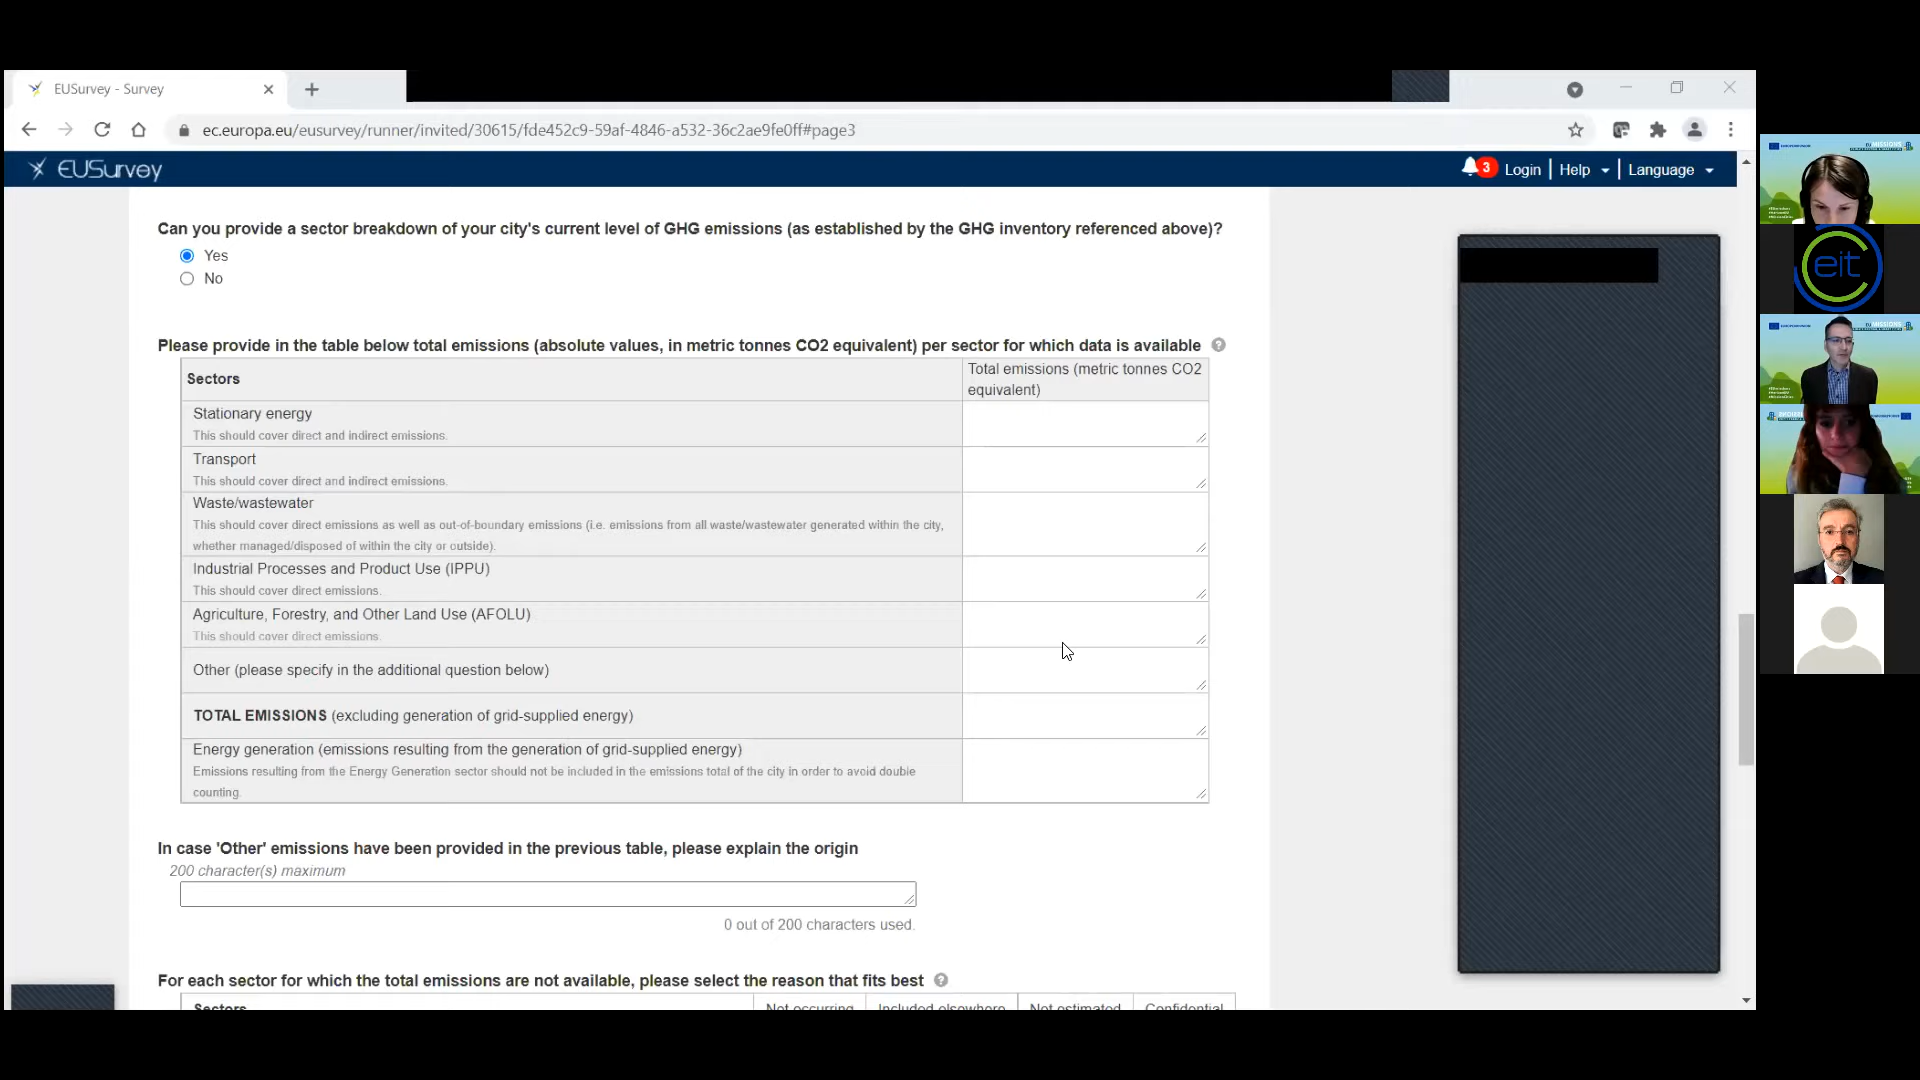 EUSurvey - Survey
ec.europa.eu/eusurvey/runner/invited/30615/fde452c9-59af-4846-a532-36c2ae9fe0ff#page3
EUSurvey
3 Login Help Language
Can you provide a sector breakdown of your city's current level of GHG emissions (as established by the GHG inventory referenced above)?
Yes
No
Please provide in the table below total emissions (absolute values, in metric tonnes CO2 equivalent) per sector for which data is available ?
Sectors
Total emissions (metric tonnes CO2
equivalent)
Stationary energy
This should cover direct and indirect emissions.
Transport
This should cover direct and indirect emissions.
Waste/wastewater
This should cover direct emissions as well as out-of-boundary emissions (i.e. emissions from all waste/wastewater generated within the city,
whether managed/disposed of within the city or outside).
Industrial Processes and Product Use (IPPU)
This should cover direct emissions.
Agriculture, Forestry, and Other Land Use (AFOLU)
This should cover direct emissions.
Other (please specify in the additional question below)
TOTAL EMISSIONS (excluding generation of grid-supplied energy)
Energy generation (emissions resulting from the generation of grid-supplied energy)
Emissions resulting from the Energy Generation sector should not be included in the emissions total of the city in order to avoid double
counting.
In case 'Other' emissions have been provided in the previous table, please explain the origin
200 character(s) maximum
0 out of 200 characters used.
For each sector for which the total emissions are not available, please select the reason that fits best ?
Sectors Not occurring Included elsewhere Not estimated Confidential
eit